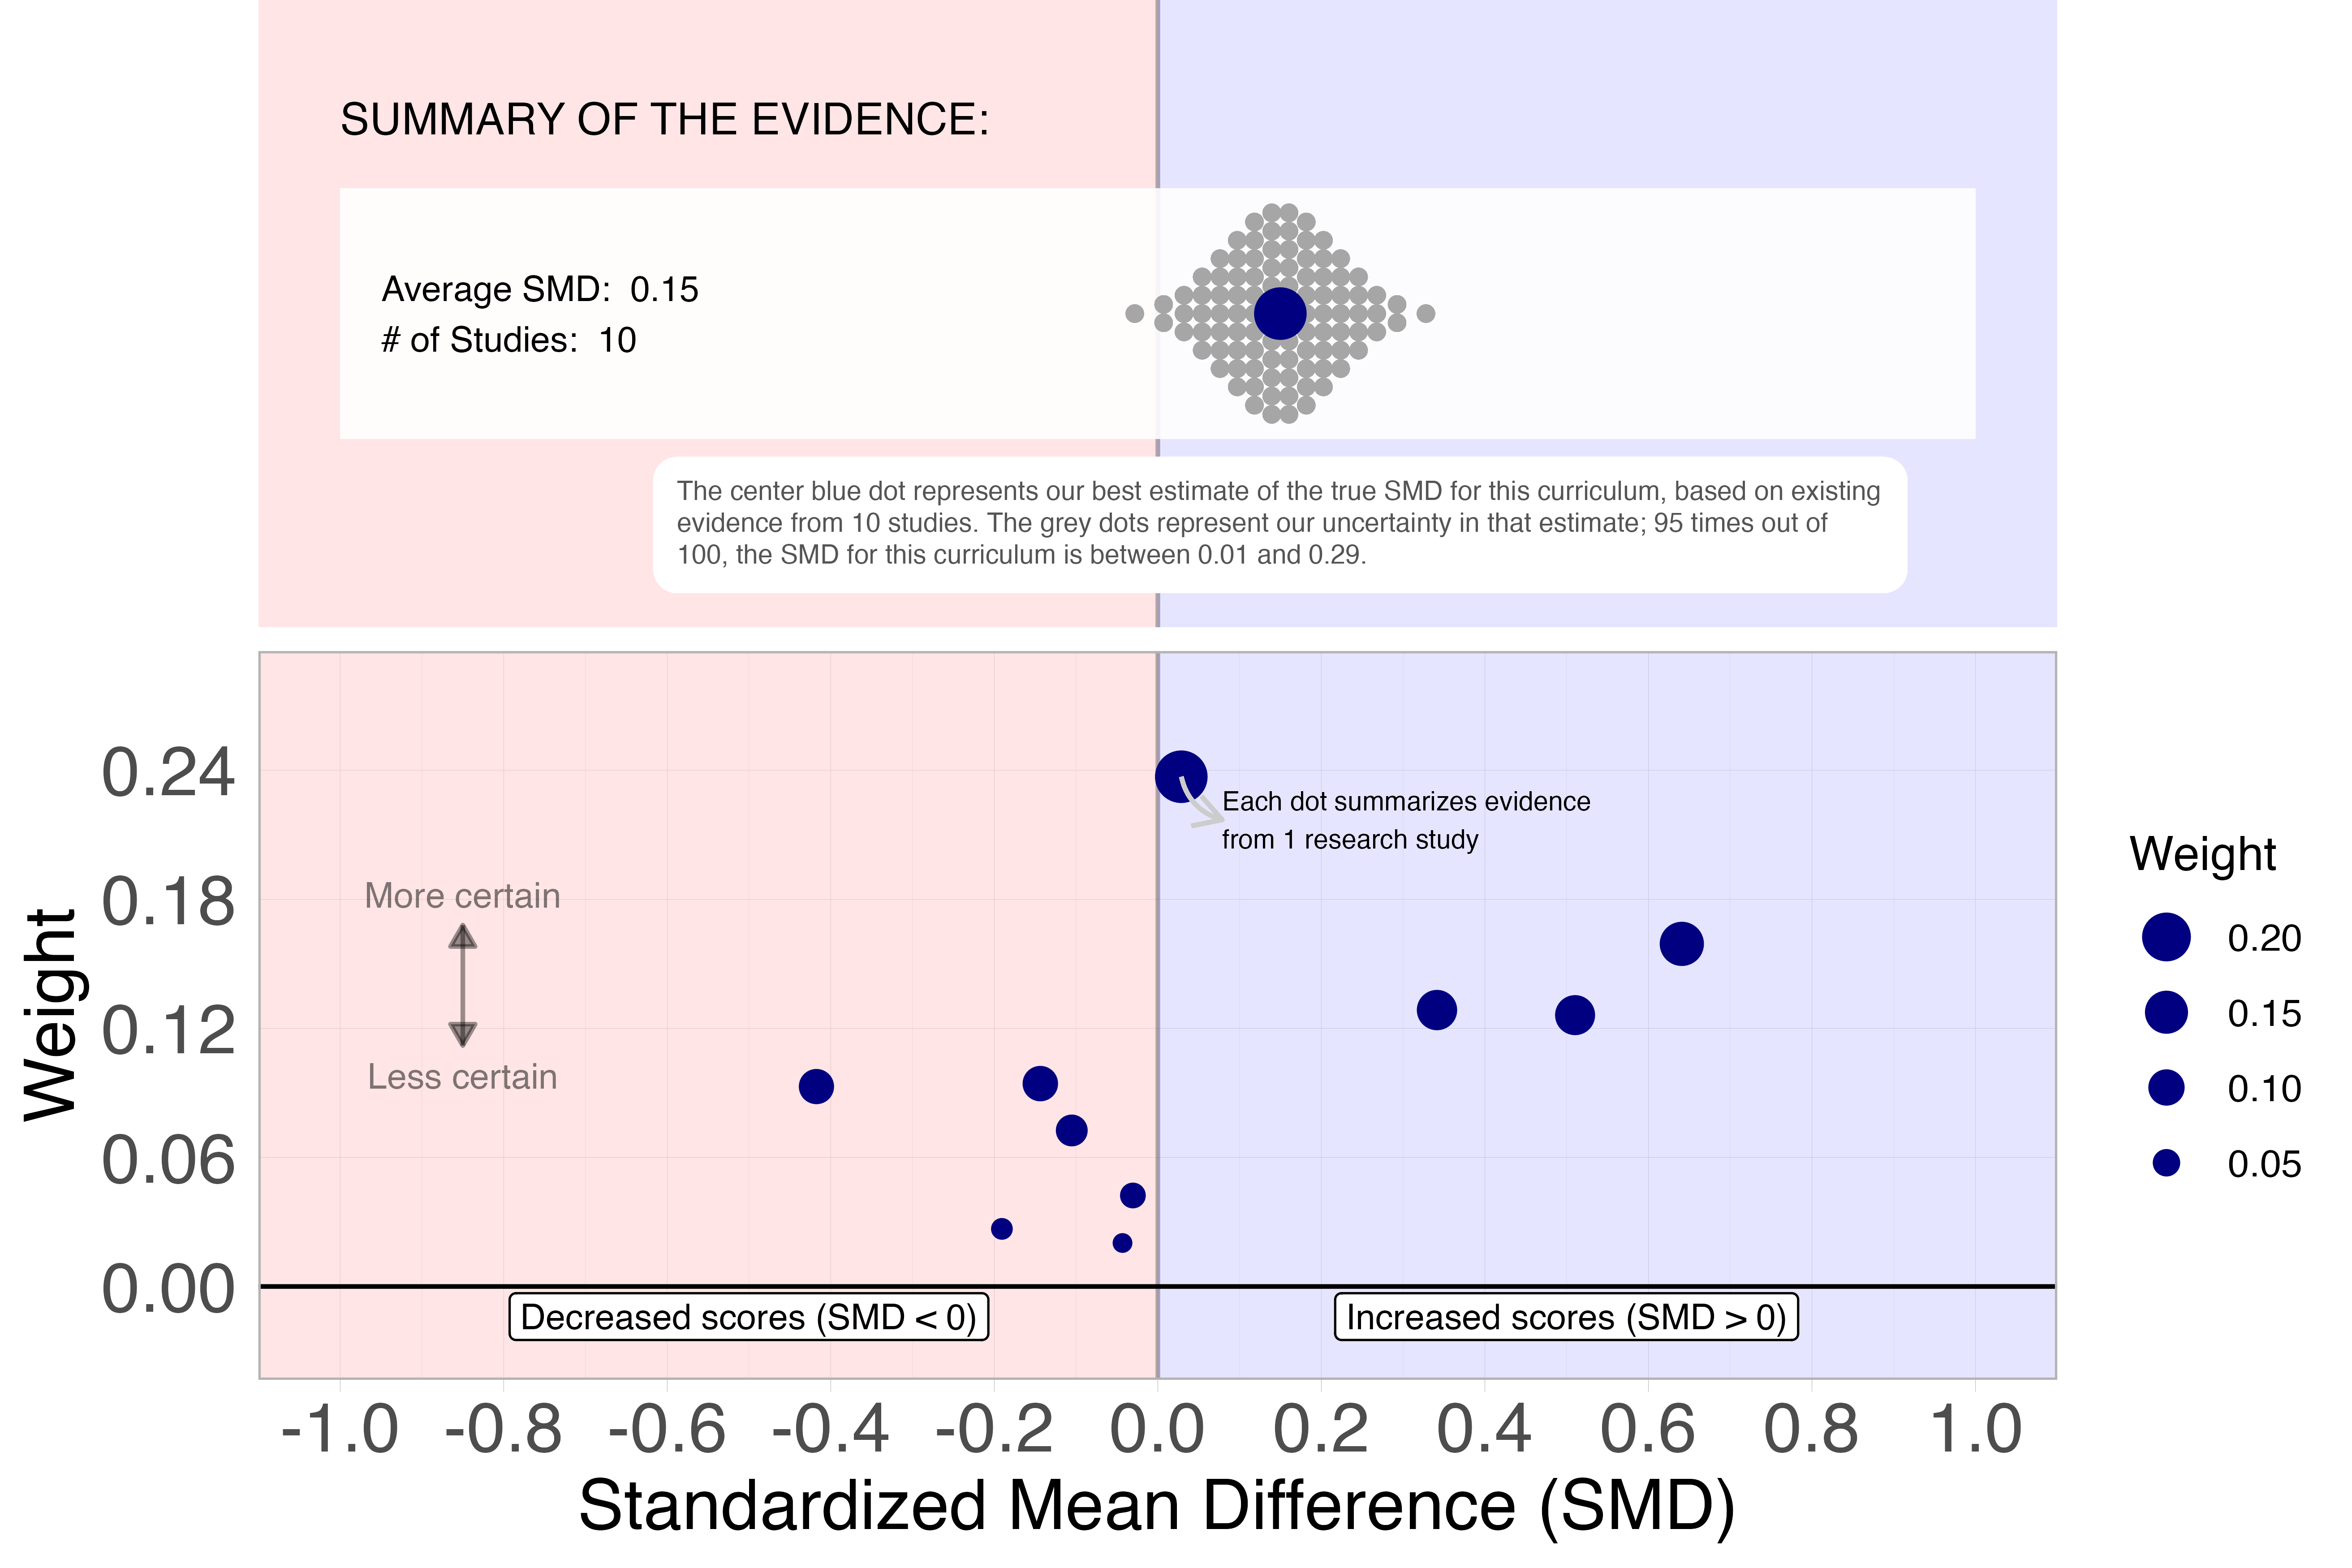 SUMMARY OF THE EVIDENCE:
Average SMD: 0.15
# of Studies: 10
The center blue dot represents our best estimate of the true SMD for this curriculum, based on existing
evidence from 10 studies. The grey dots represent our uncertainty in that estimate; 95 times out of
100, the SMD for this curriculum is between 0.01 and 0.29.
Weight
0.24
0.18
0.12
0.06
0.00
Each dot summarizes evidence
from 1 research study
More certain
Less certain
Decreased scores (SMD < 0)
Increased scores (SMD > 0)
-1.0 -0.8 -0.6 -0.4 -0.2 0.0 0.2 0.4 0.6 0.8 1.0
Standardized Mean Difference (SMD)
Weight
0.20
0.15
0.10
0.05